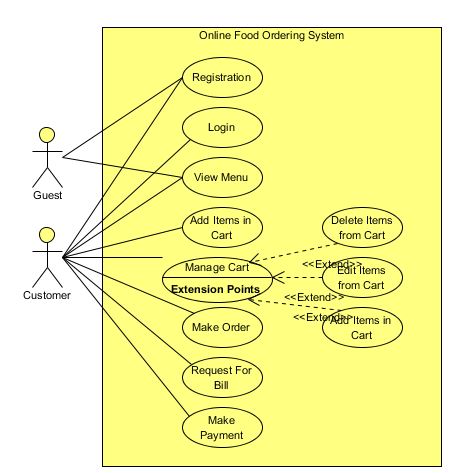 Online Food Ordering System
Registration
Login
Guest
View Menu
Add Items in
Cart
Delete Items
from Cart
Customer
Manage Cart
Extension Points
<<Extend>>
Edit Items
from Cart
<<Extend>>
Make Order
<<Extend>>
Add Items in
Cart
Request For
Bill
Make
Payment